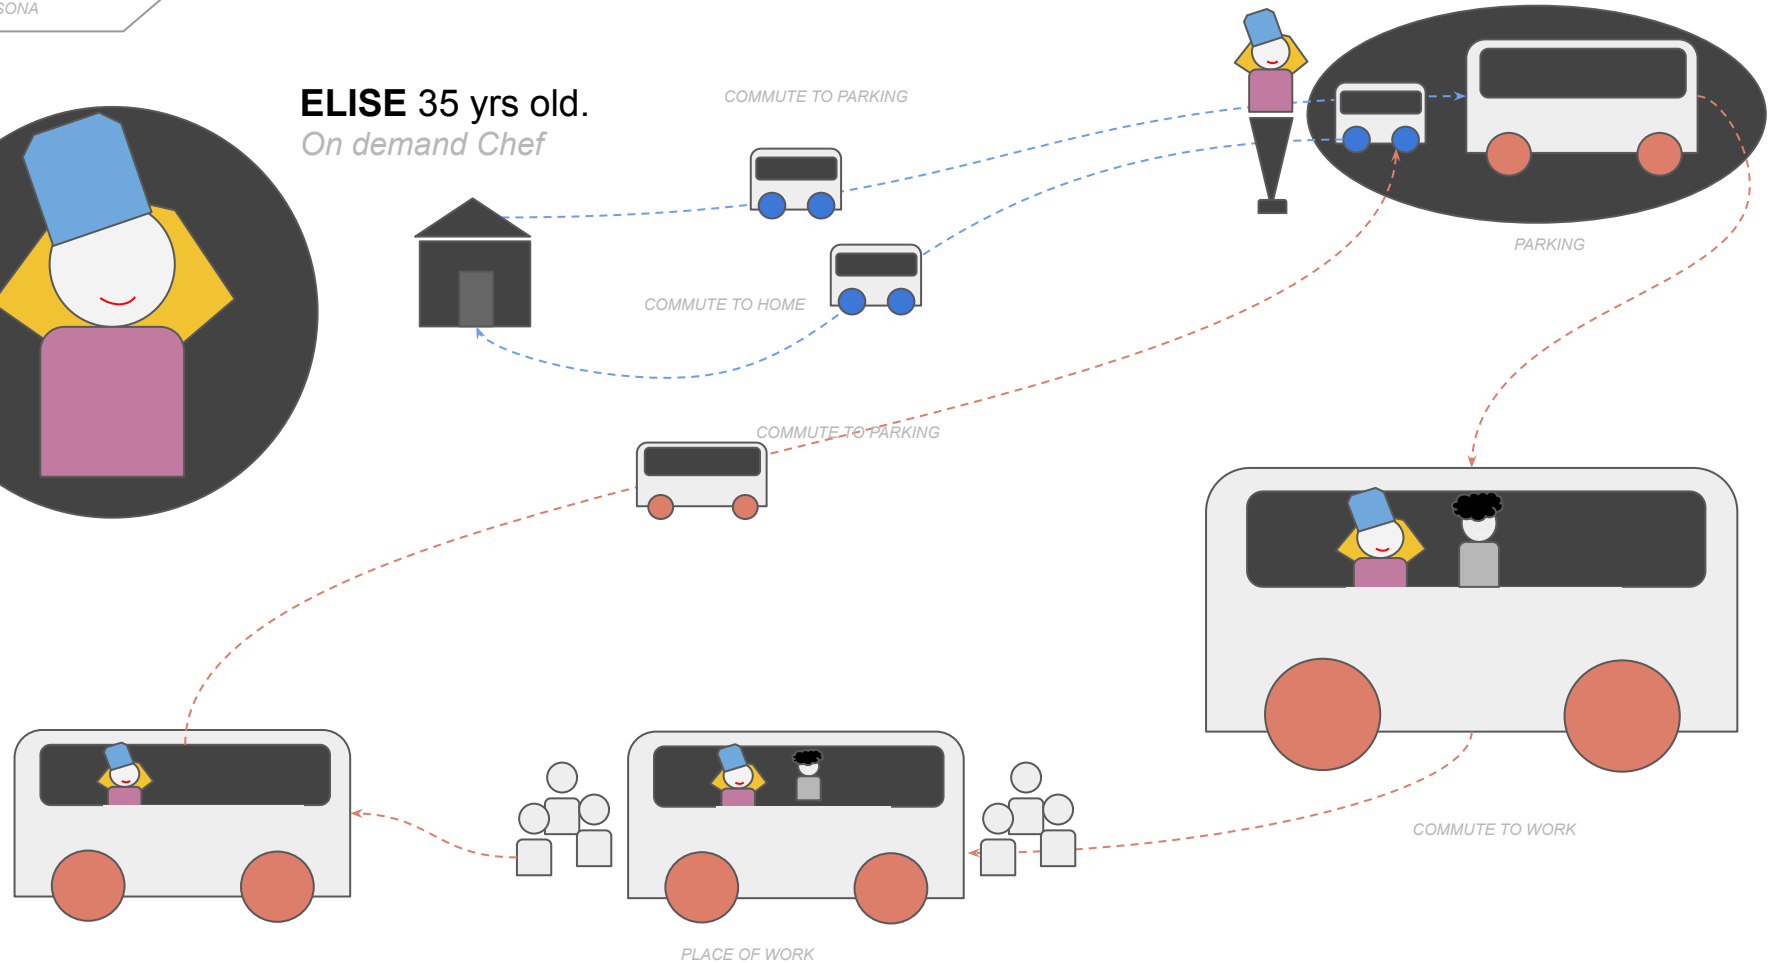 SONA
ELISE 35 yrs old.
On demand Chef
COMMUTE TO PARKING
PARKING
COMMUTE TO HOME
COMMUTE TO PARKING
COMMUTE TO WORK
PLACE OF WORK